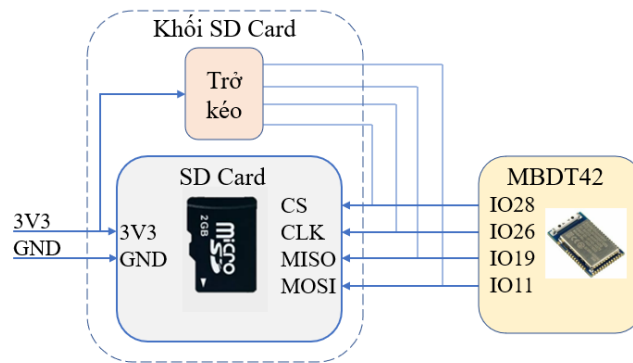 Khối SD Card
Trở
kéo
SD Card
MBDT42
3V3
GND
3V3
GND
2GB
micro
SD
CS
CLK
MISO
MOSI
IO28
IO26
IO19
IO11